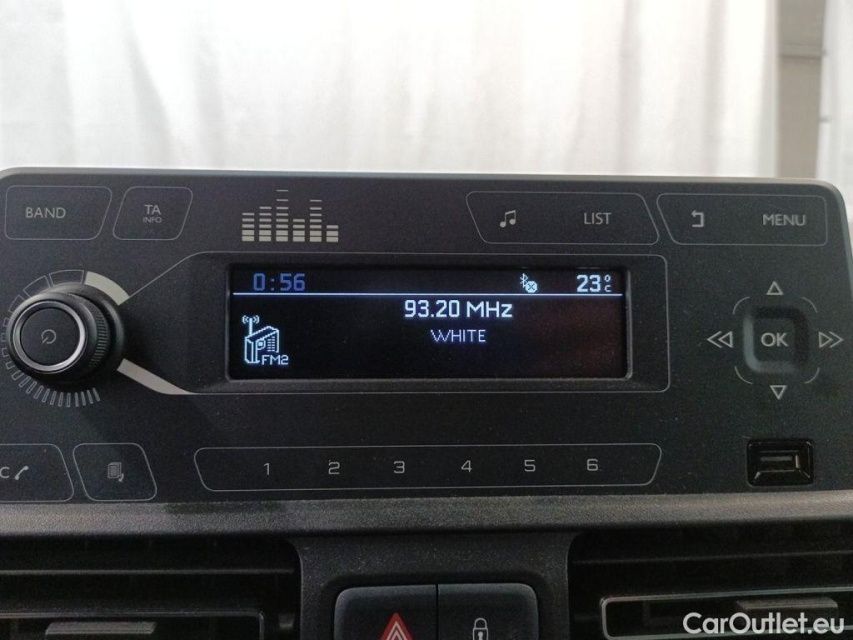 BAND
TA
INFO
LIST
MENU
0:56
23°C
93.20 MHz
WHITE
FM2
OK
1 2 3 4 5 6
CarOutlet.eu